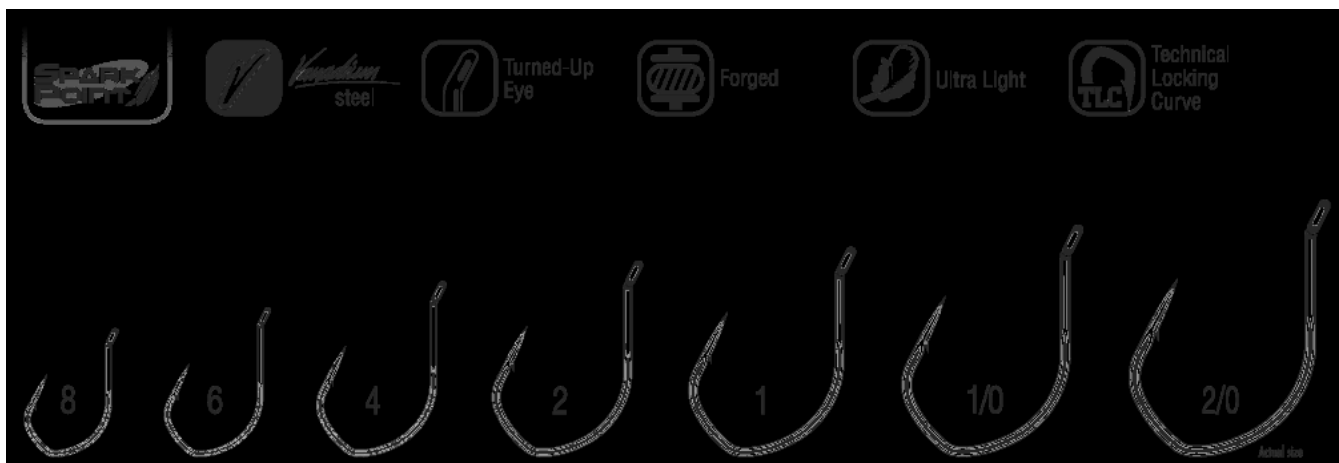 SPARK
POINT
Vanadium
steel
Turned-Up
Eye
Forged
Ultra Light
TLC
Technical
Locking
Curve
8
6
4
2
1
1/0
2/0
Actual size